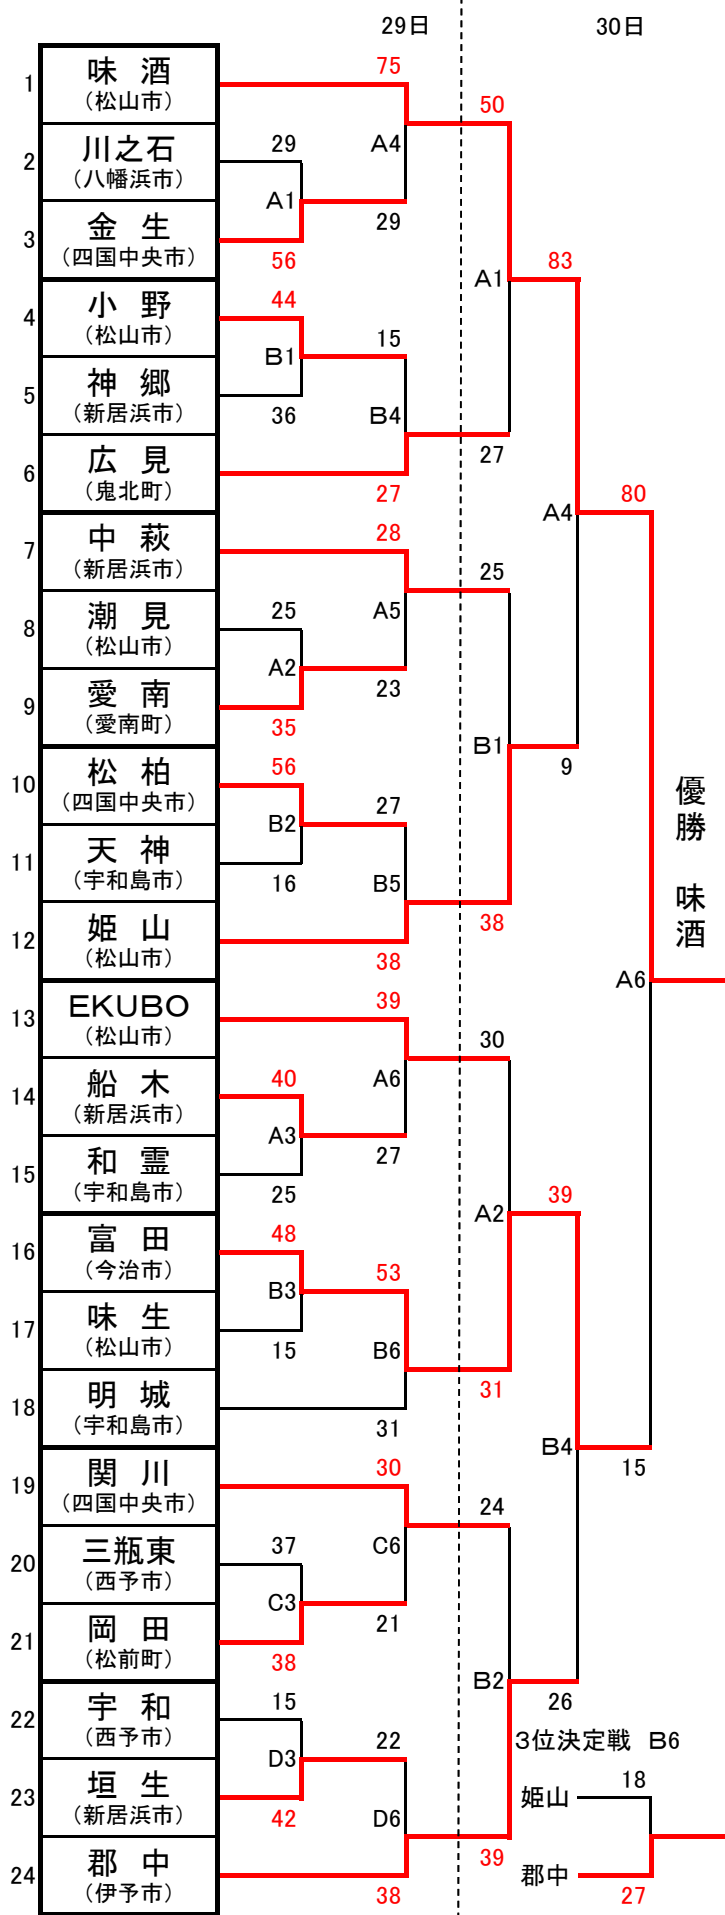 29日
30日
1
味 酒
(松山市)
75
50
2
川之石
(八幡浜市)
29
A4
A1
3
金 生
(四国中央市)
56
29
83
A1
4
小 野
(松山市)
44
15
B1
5
神 郷
(新居浜市)
36
B4
6
広 見
(鬼北町)
27
27
80
A4
7
中 萩
(新居浜市)
28
25
8
潮 見
(松山市)
25
A5
A2
9
愛 南
(愛南町)
35
23
B1
9
10
松 柏
(四国中央市)
56
27
B2
11
天 神
(宇和島市)
16
B5
12
姫 山
(松山市)
38
38
優勝 味酒
A6
13
EKUBO
(松山市)
39
30
14
船 木
(新居浜市)
40
A6
A3
15
和 霊
(宇和島市)
25
27
A2
39
16
富 田
(今治市)
48
53
B3
17
味 生
(松山市)
15
B6
18
明 城
(宇和島市)
31
31
B4
15
19
関 川
(四国中央市)
30
24
20
三瓶東
(西予市)
37
C6
C3
21
岡 田
(松前町)
38
21
B2
26
22
宇 和
(西予市)
15
22
D3
23
垣 生
(新居浜市)
42
D6
24
郡 中
(伊予市)
38
39
3位決定戦 B6
姫山
18
郡中
27